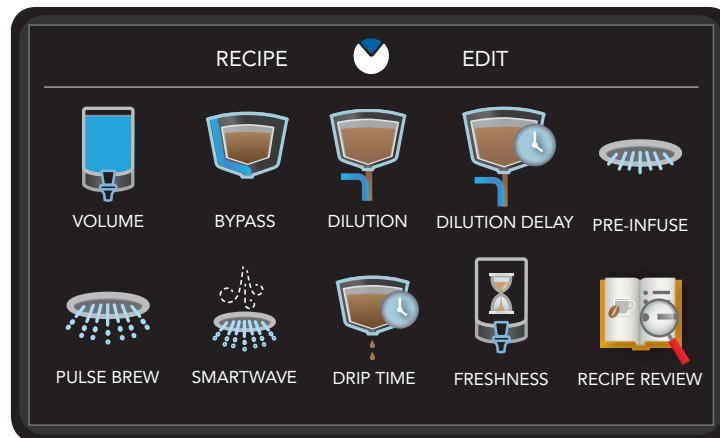 RECIPE EDIT
VOLUME BYPASS DILUTION DILUTION DELAY PRE-INFUSE
PULSE BREW SMARTWAVE DRIP TIME FRESHNESS RECIPE REVIEW